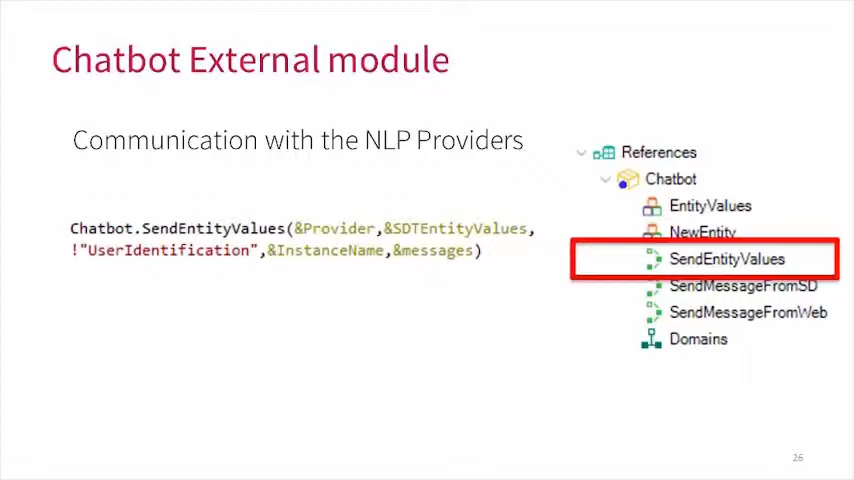 Chatbot External module
Communication with the NLP Providers
Chatbot.SendEntityValues(&Provider,&SDTEntityValues,
!"UserIdentification",&InstanceName,&messages)
References
Chatbot
EntityValues
NewEntity
SendEntityValues
SendMessageFromSD
SendMessageFromWeb
Domains
26